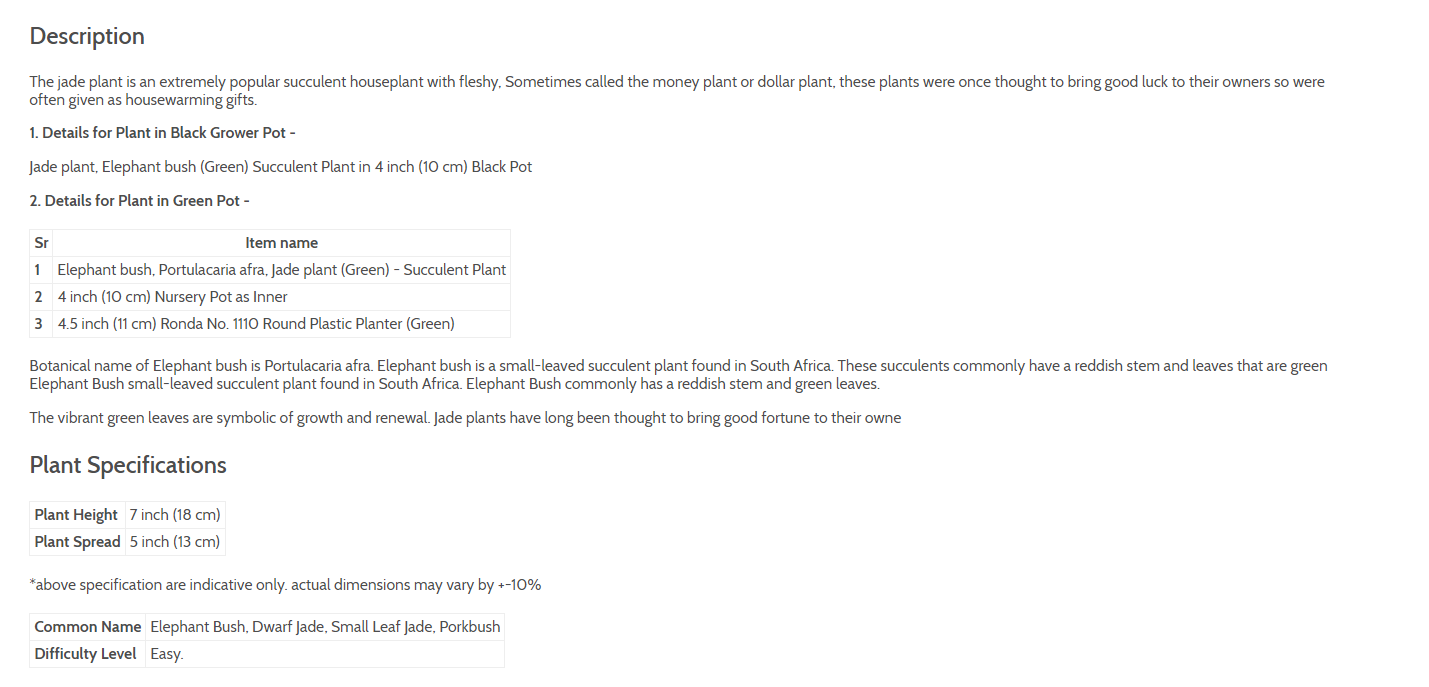 Description
The jade plant is an extremely popular succulent houseplant with fleshy, Sometimes called the money plant or dollar plant, these plants were once thought to bring good luck to their owners so were
often given as housewarming gifts.
1. Details for Plant in Black Grower Pot -
Jade plant, Elephant bush (Green) Succulent Plant in 4 inch (10 cm) Black Pot
2. Details for Plant in Green Pot -
Sr Item name
1 Elephant bush, Portulacaria afra, Jade plant (Green) - Succulent Plant
2 4 inch (10 cm) Nursery Pot as Inner
3 4.5 inch (11 cm) Ronda No. 1110 Round Plastic Planter (Green)
Botanical name of Elephant bush is Portulacaria afra. Elephant bush is a small-leaved succulent plant found in South Africa. These succulents commonly have a reddish stem and leaves that are green
Elephant Bush small-leaved succulent plant found in South Africa. Elephant Bush commonly has a reddish stem and green leaves.
The vibrant green leaves are symbolic of growth and renewal. Jade plants have long been thought to bring good fortune to their owne
Plant Specifications
Plant Height 7 inch (18 cm)
Plant Spread 5 inch (13 cm)
*above specification are indicative only. actual dimensions may vary by +-10%
Common Name Elephant Bush, Dwarf Jade, Small Leaf Jade, Porkbush
Difficulty Level Easy.